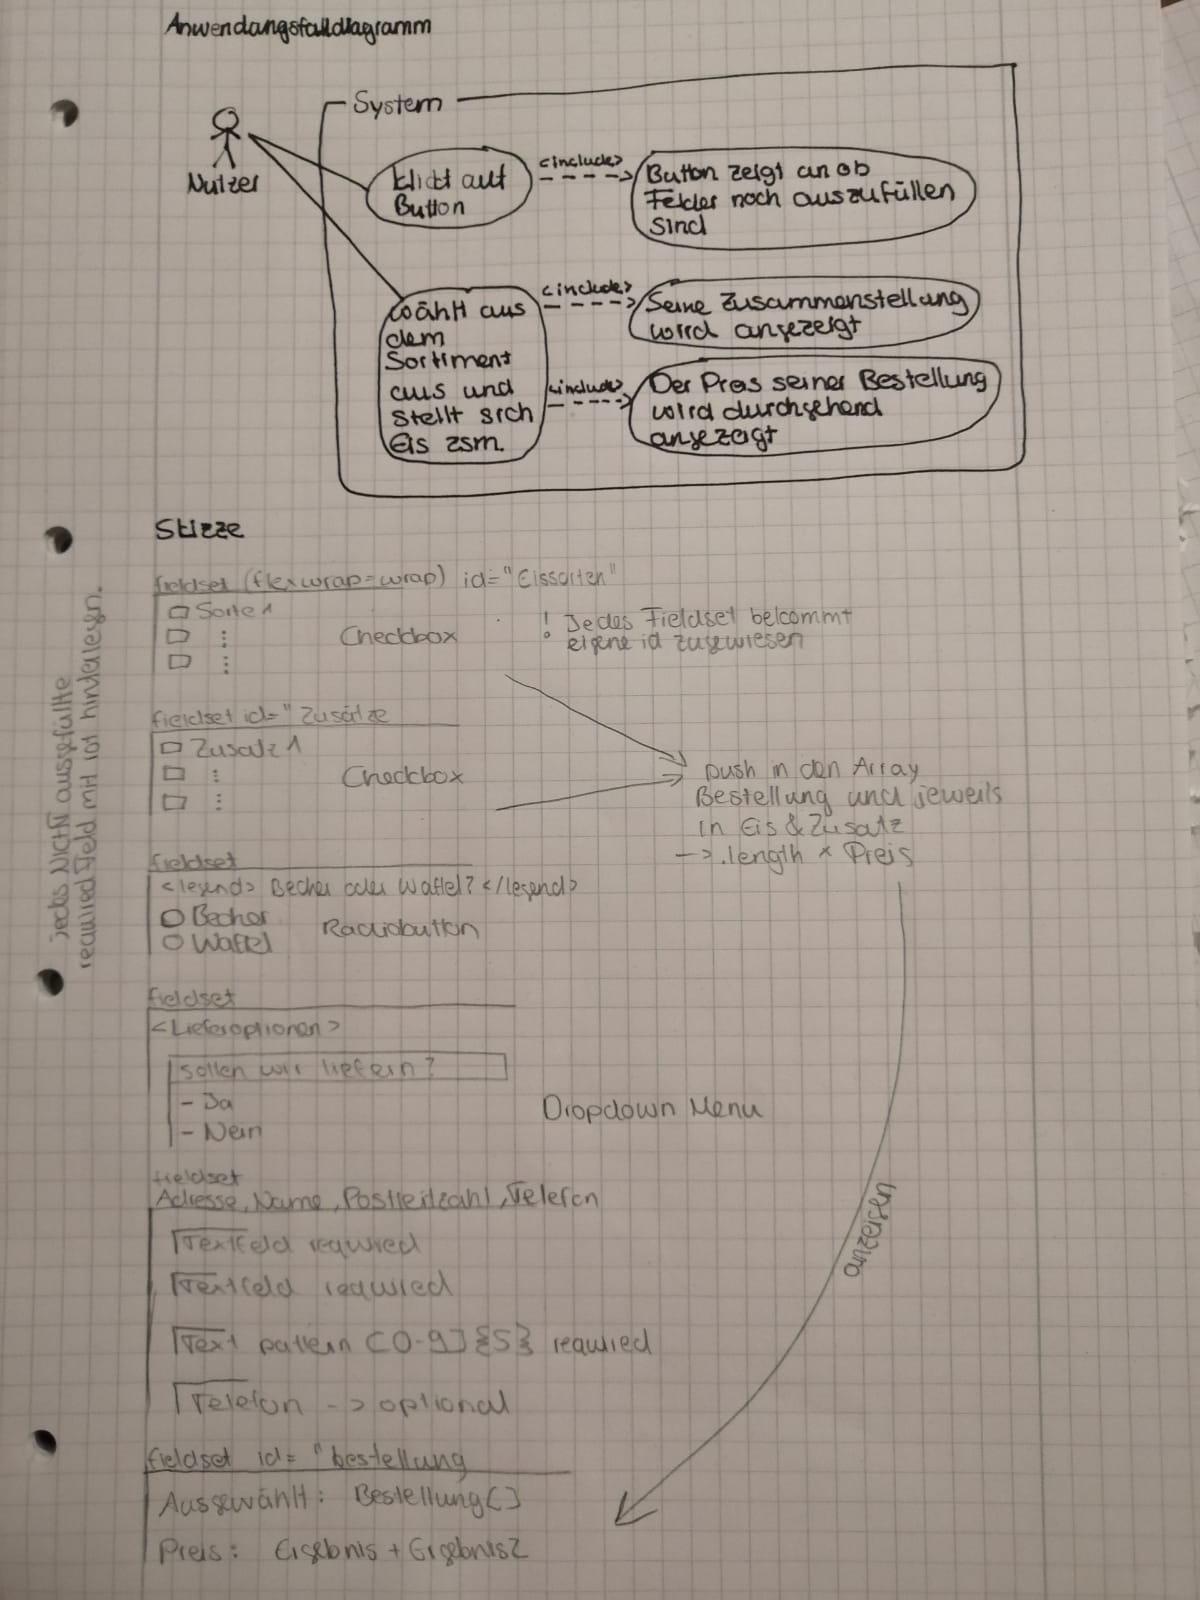 Anwendungsfalldiagramm
System
Nutzer
klickt auf
Button
<include>
Button zeigt an ob
Felder noch auszufüllen
sind
wählt aus
dem
Sortiment
aus und
stellt sich
Eis zsm.
<include>
Seine Zusammenstellung
wird angezeigt
<include>
Der Preis seiner Bestellung
wird durchgehend
angezeigt
Skizze
fieldset (flexwrap=wrap) id="Eissorten"
Sorte 1
⋮
⋮
Checkbox
! Jedes Fieldset bekommt
eigene id zugewiesen
fieldset id="Zusätze
Zusatz 1
⋮
⋮
Checkbox
push in den Array
Bestellung und jeweils
in Eis & Zusatz
-> .length * Preis
fieldset
<legend> Becher oder Waffel? </legend>
Becher
Waffel
Radiobutton
fieldset
<Lieferoptionen>
Sollen wir liefern?
- Ja
- Nein
Dropdown Menu
fieldset
Adresse, Name, Postleitzahl, Telefon
Textfeld required
Textfeld required
Text pattern [0-9]{5} required
Telefon -> optional
anzeigen
fieldset id= "bestellung
Ausgewählt: Bestellung[]
Preis: Ergebnis + Ergebnis2
jedes NICHT ausgefüllte
required Field mit rot hinterlegen.